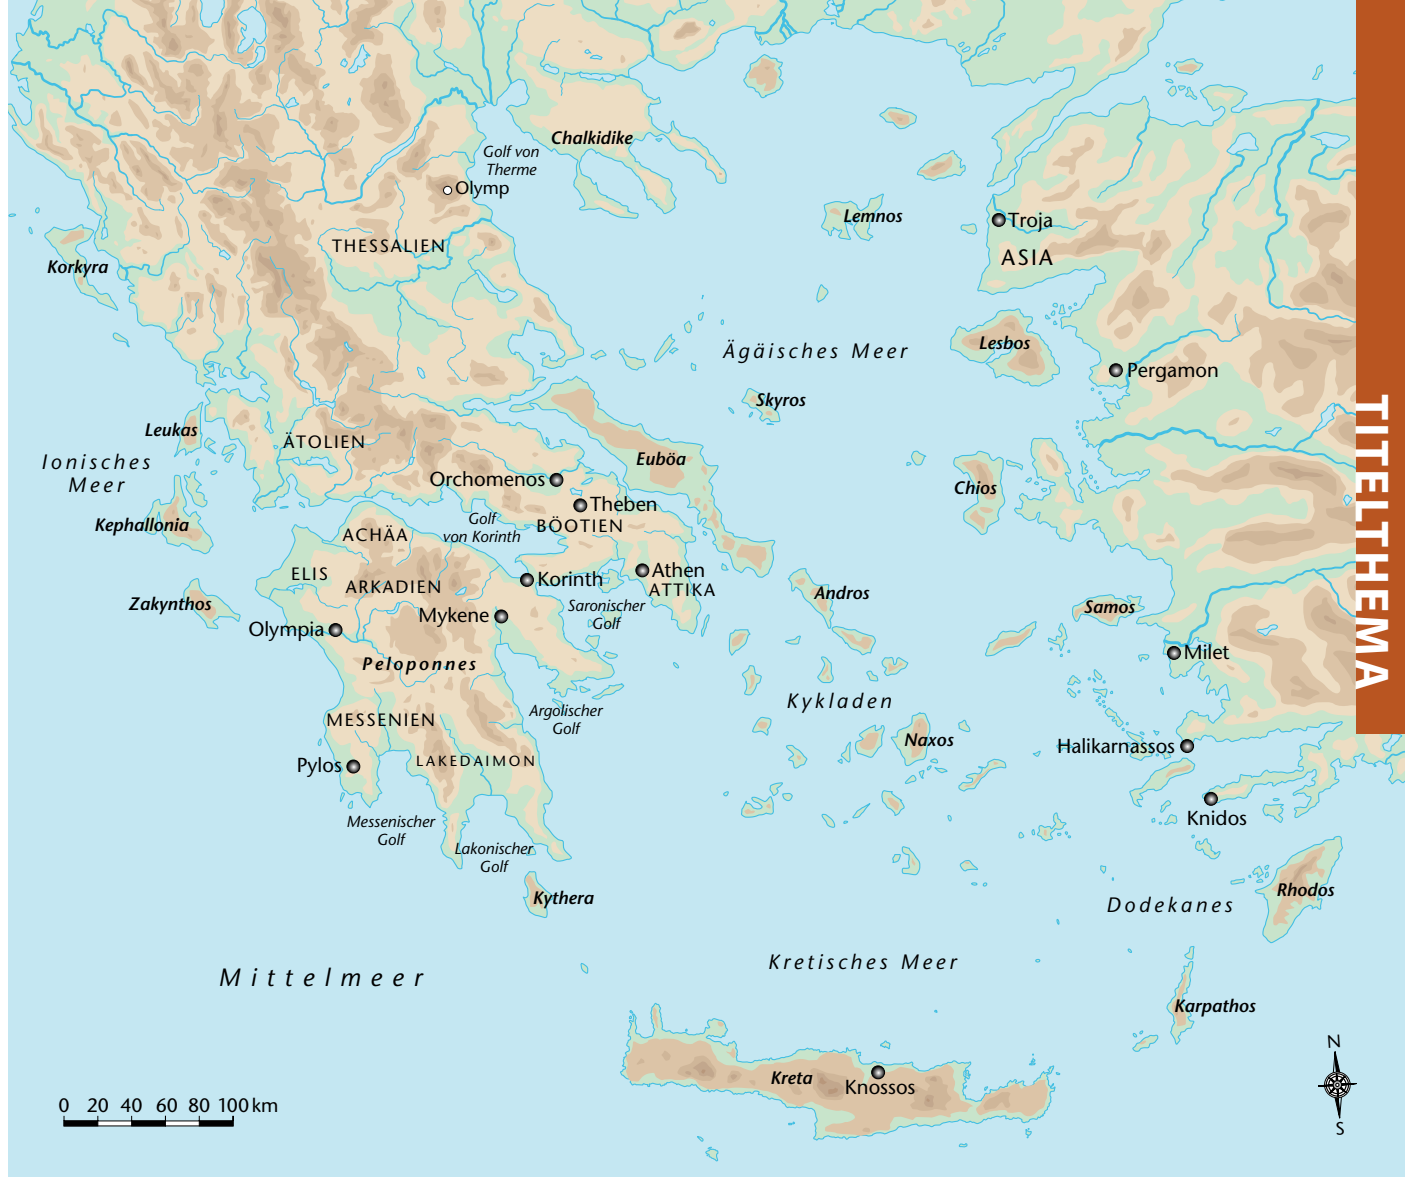 Chalkidike
Golf von
Therme
Olymp
Lemnos
Troja
THESSALIEN
ASIA
Korkyra
Lesbos
Ägäisches Meer
Pergamon
Skyros
TITELTHEMA
Leukas
ÄTOLIEN
Euböa
Ionisches
Meer
Orchomenos
Chios
Theben
Kephallonia
Golf
von Korinth
BÖOTIEN
ACHÄA
ELIS
ARKADIEN
Korinth
Athen
ATTIKA
Andros
Zakynthos
Saronischer
Golf
Samos
Mykene
Olympia
Milet
Peloponnes
Kykladen
Argolischer
Golf
MESSENIEN
Naxos
Halikarnassos
Pylos
LAKEDAIMON
Knidos
Messenischer
Golf
Lakonischer
Golf
Kythera
Rhodos
Dodekanes
Kretisches Meer
Mittelmeer
Karpathos
N
Kreta
Knossos
0 20 40 60 80 100 km
S